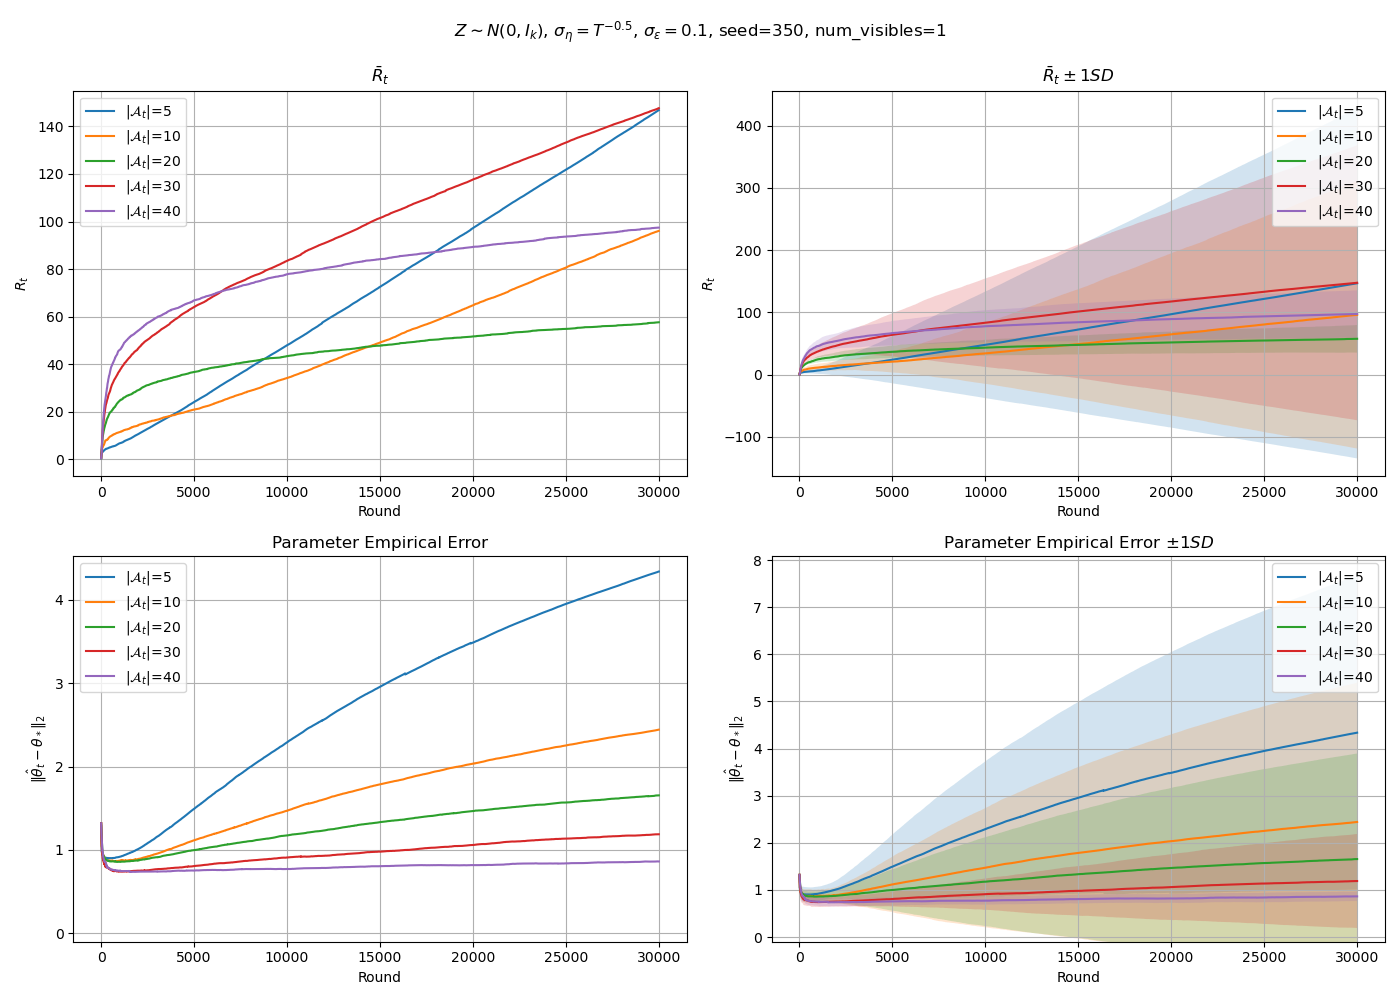 Z ~ N(0, I_k), σ_η = T^{-0.5}, σ_ε = 0.1, seed=350, num_visibles=1
R̄_t
R_t
140
120
100
80
60
40
20
0
|𝒜_t|=5
|𝒜_t|=10
|𝒜_t|=20
|𝒜_t|=30
|𝒜_t|=40
0 5000 10000 15000 20000 25000 30000
Round
R̄_t ± 1SD
R_t
400
300
200
100
0
−100
|𝒜_t|=5
|𝒜_t|=10
|𝒜_t|=20
|𝒜_t|=30
|𝒜_t|=40
0 5000 10000 15000 20000 25000 30000
Round
Parameter Empirical Error
‖θ̂_t − θ_*‖_2
4
3
2
1
0
|𝒜_t|=5
|𝒜_t|=10
|𝒜_t|=20
|𝒜_t|=30
|𝒜_t|=40
0 5000 10000 15000 20000 25000 30000
Round
Parameter Empirical Error ±1SD
‖θ̂_t − θ_*‖_2
8
7
6
5
4
3
2
1
0
|𝒜_t|=5
|𝒜_t|=10
|𝒜_t|=20
|𝒜_t|=30
|𝒜_t|=40
0 5000 10000 15000 20000 25000 30000
Round